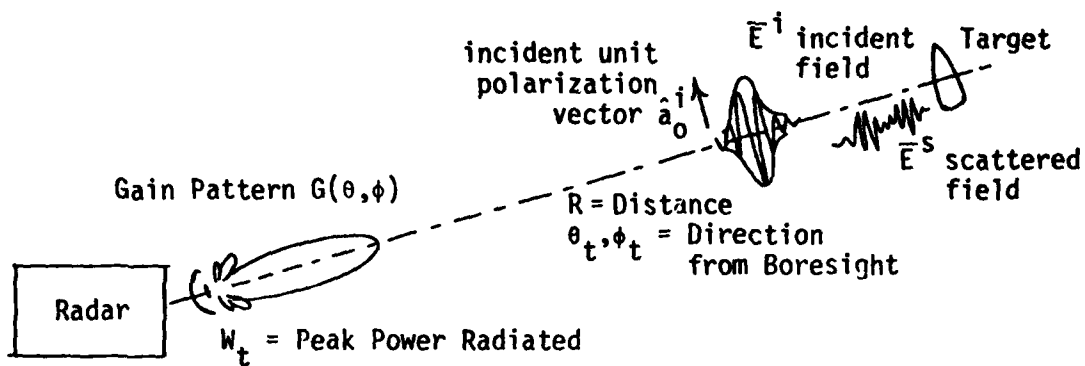 incident unit
polarization
vector â_o^i
E̅^i incident
field
Target
E̅^s scattered
field
Gain Pattern G(θ,ϕ)
R = Distance
θ_t,ϕ_t = Direction
from Boresight
Radar
W_t = Peak Power Radiated